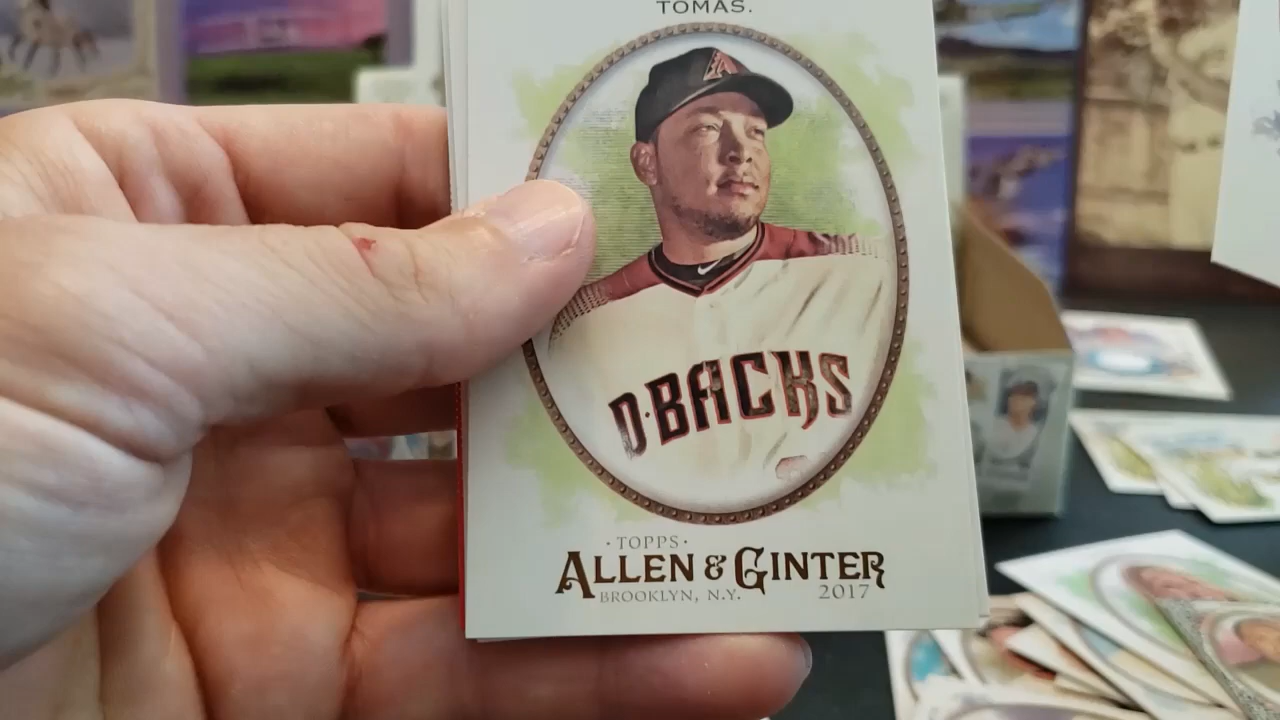 TOMAS.
D·BACKS
·TOPPS·
ALLEN & GINTER
BROOKLYN, N.Y. 2017